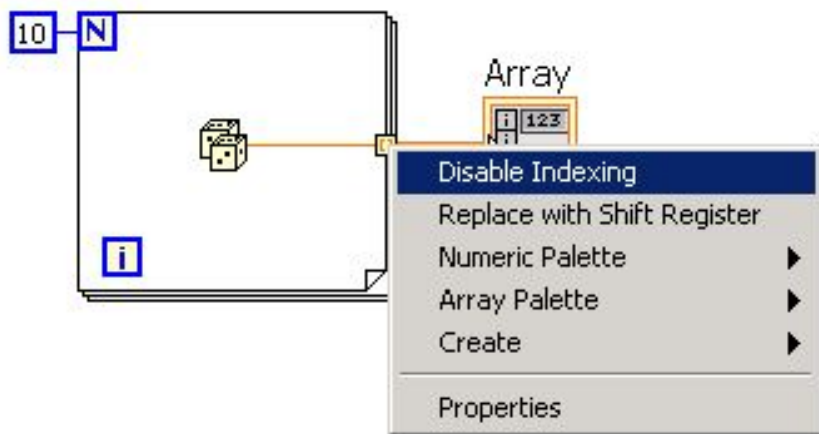 10
N
Array
i
123
i
i
Disable Indexing
Replace with Shift Register
Numeric Palette
Array Palette
Create
Properties